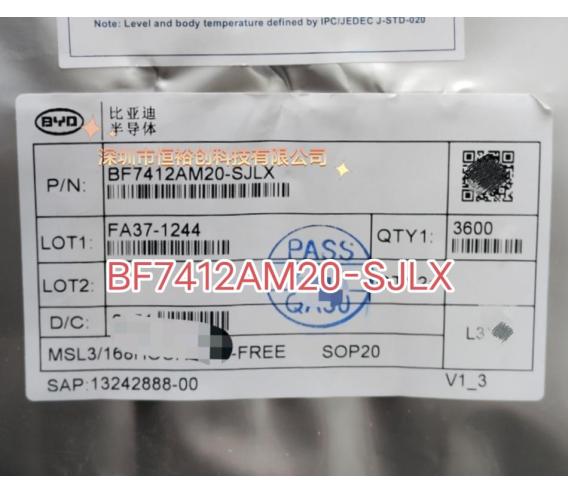 Note: Level and body temperature defined by IPC/JEDEC J-STD-020
BYD
比亚迪
半导体
深圳市恒裕创科技有限公司
P/N:
BF7412AM20-SJLX
LOT1:
FA37-1244
QTY1:
3600
PASS
LOT2:
BF7412AM20-SJLX
D/C:
MSL3/168
-FREE
SOP20
SAP:13242888-00
V1_3